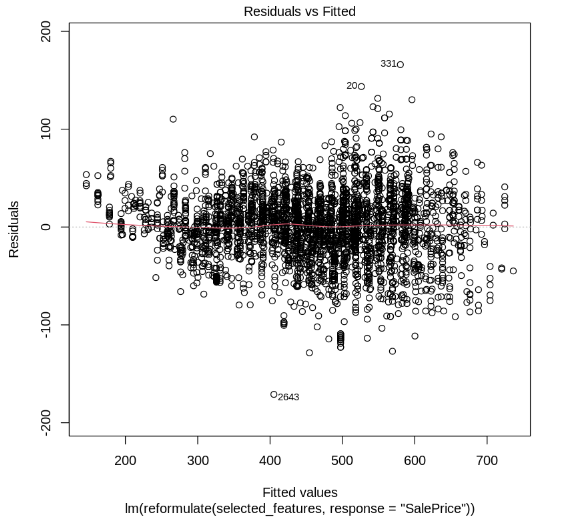 Residuals vs Fitted
200
331
20
100
Residuals
0
-100
2643
-200
200 300 400 500 600 700
Fitted values
lm(reformulate(selected_features, response = "SalePrice"))